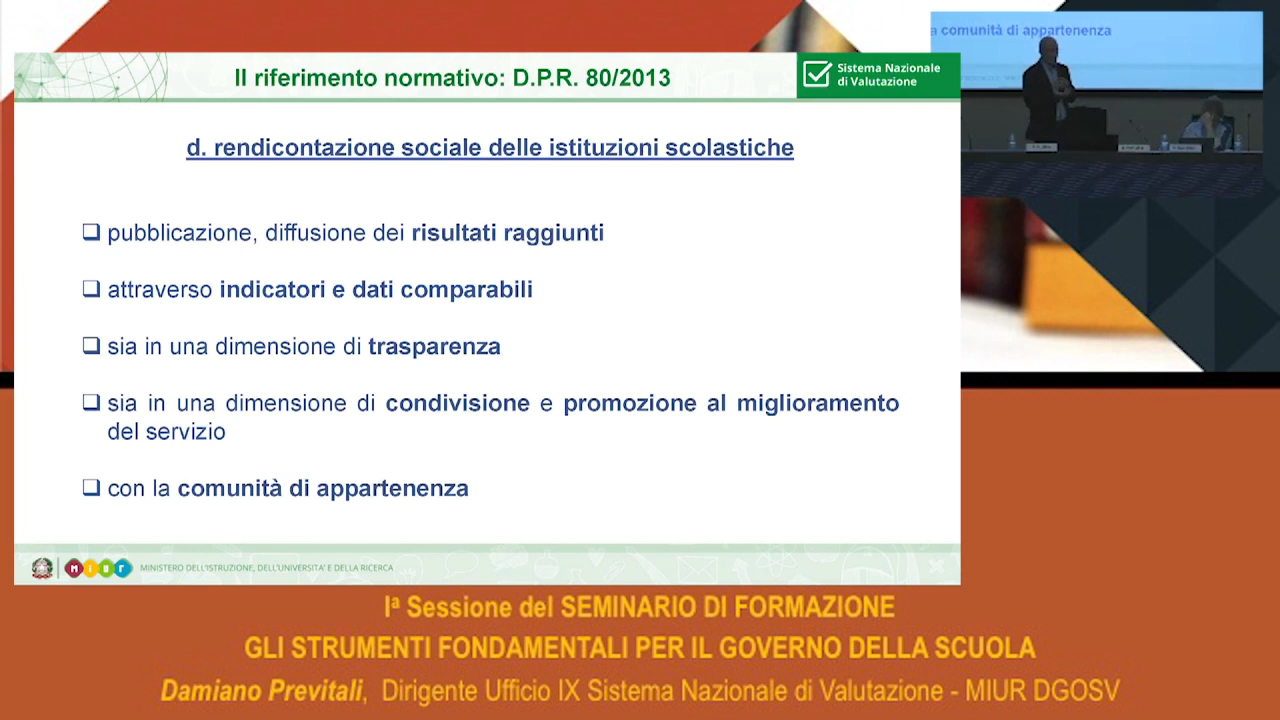 a comunità di appartenenza
Il riferimento normativo: D.P.R. 80/2013
Sistema Nazionale
di Valutazione
d. rendicontazione sociale delle istituzioni scolastiche
❑ pubblicazione, diffusione dei risultati raggiunti
❑ attraverso indicatori e dati comparabili
❑ sia in una dimensione di trasparenza
❑ sia in una dimensione di condivisione e promozione al miglioramento
del servizio
❑ con la comunità di appartenenza
MIUR
MINISTERO DELL'ISTRUZIONE, DELL'UNIVERSITA' E DELLA RICERCA
Iª Sessione del SEMINARIO DI FORMAZIONE
GLI STRUMENTI FONDAMENTALI PER IL GOVERNO DELLA SCUOLA
Damiano Previtali, Dirigente Ufficio IX Sistema Nazionale di Valutazione - MIUR DGOSV